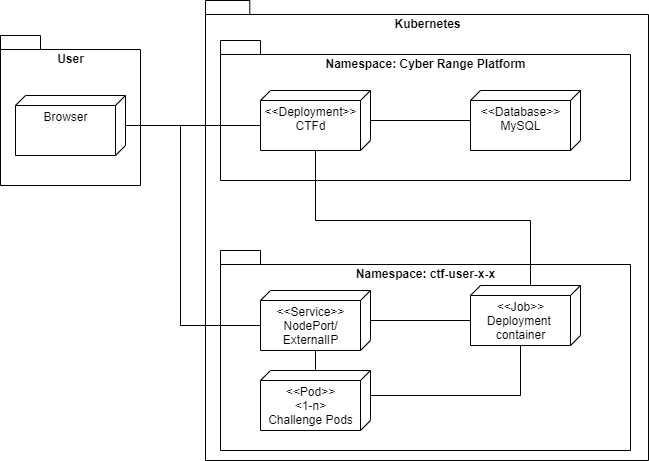 Kubernetes
User
Namespace: Cyber Range Platform
Browser
<<Deployment>>
CTFd
<<Database>>
MySQL
Namespace: ctf-user-x-x
<<Service>>
NodePort/
ExternalIP
<<Job>>
Deployment
container
<<Pod>>
<1-n>
Challenge Pods